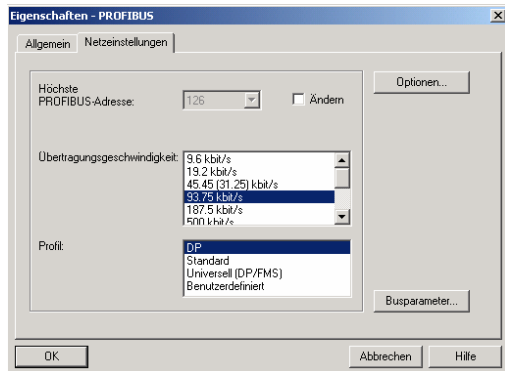 Eigenschaften - PROFIBUS
Allgemein
Netzeinstellungen
Höchste
PROFIBUS-Adresse:
126
Ändern
Optionen...
Übertragungsgeschwindigkeit:
9.6 kbit/s
19.2 kbit/s
45.45 (31.25) kbit/s
93.75 kbit/s
187.5 kbit/s
500 kbit/s
Profil:
DP
Standard
Universell (DP/FMS)
Benutzerdefiniert
Busparameter...
OK
Abbrechen
Hilfe